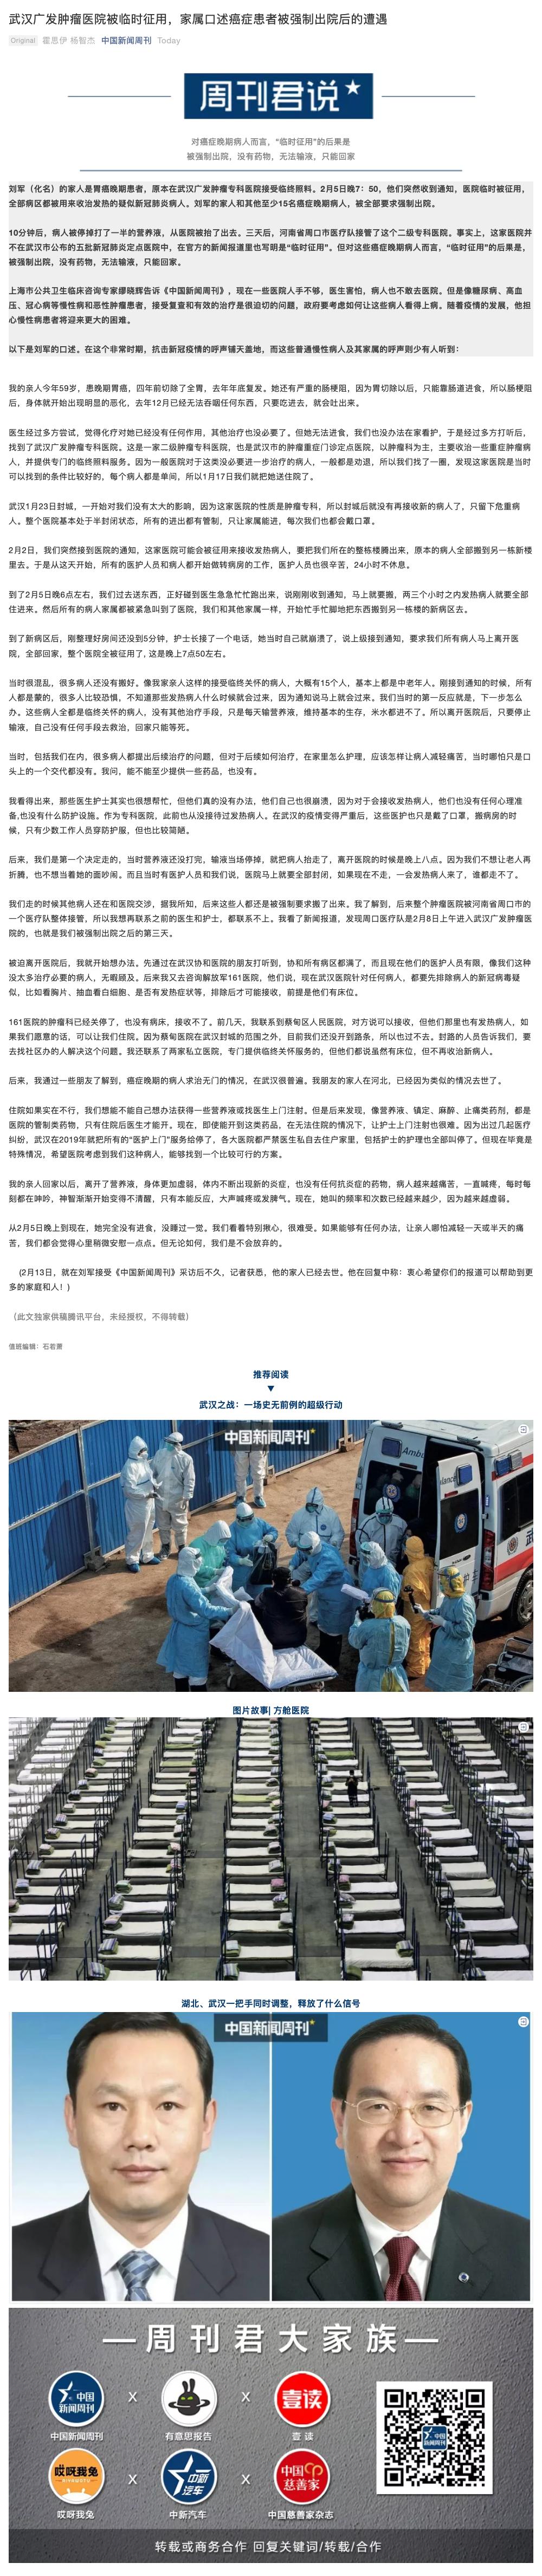 武汉广发肿瘤医院被临时征用，家属口述癌症患者被强制出院后的遭遇
Original 霍思伊 杨智杰 中国新闻周刊 Today
周刊君说
对癌症晚期病人而言，“临时征用”的后果是
被强制出院，没有药物，无法输液，只能回家
刘军（化名）的家人是胃癌晚期患者，原本在武汉广发肿瘤专科医院接受临终照料。2月5日晚7：50，他们突然收到通知，医院临时被征用，
全部病区都被用来收治发热的疑似新冠肺炎病人。刘军的家人和其他至少15名癌症晚期病人，被全部要求强制出院。
10分钟后，病人被停掉打了一半的营养液，从医院被抬了出去。三天后，河南省周口市医疗队接管了这个二级专科医院。事实上，这家医院并
不在武汉市公布的五批新冠肺炎定点医院中，在官方的新闻报道里也写明是“临时征用”。但对这些癌症晚期病人而言，“临时征用”的后果是，
被强制出院，没有药物，无法输液，只能回家。
上海市公共卫生临床咨询专家缪晓辉告诉《中国新闻周刊》，现在一些医院人手不够，医生害怕，病人也不敢去医院。但是像糖尿病、高血
压、冠心病等慢性病和恶性肿瘤患者，接受复查和有效的治疗是很迫切的问题，政府要考虑如何让这些病人看得上病。随着疫情的发展，他担
心慢性病患者将迎来更大的困难。
以下是刘军的口述。在这个非常时期，抗击新冠疫情的呼声铺天盖地，而这些普通慢性病人及其家属的呼声则少有人听到：
我的亲人今年59岁，患晚期胃癌，四年前切除了全胃，去年年底复发。她还有严重的肠梗阻，因为胃切除以后，只能靠肠道进食，所以肠梗
阻后，身体就开始出现明显的恶化，去年12月已经无法吞咽任何东西，只要吃进去，就会吐出来。
医生经过多方尝试，觉得化疗对她已经没有任何作用，其他治疗也没必要了。但她无法进食，我们也没办法在家看护，于是经过多方打听后，
找到了武汉广发肿瘤专科医院。这是一家二级肿瘤专科医院，也是武汉市的肿瘤重症门诊定点医院，以肿瘤科为主，主要收治一些重症肿瘤病
人，并提供专门的临终照料服务。因为一般医院对于这类没必要进一步治疗的病人，一般都是劝退，所以我们找了一圈，发现这家医院是当时
可以找到的条件比较好的，每个病人都是单间，所以1月17日我们就把她送住院了。
武汉1月23日封城，一开始对我们没有太大的影响，因为这家医院的性质是肿瘤专科，所以封城后就没有再接收新的病人了，只留下危重病
人。整个医院基本处于半封闭状态，所有的进出都有管制，只让家属能进，每次我们也都会戴口罩。
2月2日，我们突然接到医院的通知，这家医院可能会被征用来接收发热病人，要把我们所在的整栋楼腾出来，原本的病人全部搬到另一栋新楼
里去。于是从这天开始，所有的医护人员和病人都开始做转病房的工作，医护人员也很辛苦，24小时不休息。
到了2月5日晚6点左右，我们过去送东西，正好碰到医生急急忙忙跑出来，说刚刚收到通知，马上就要搬，两三个小时之内发热病人就要全部
住进来。然后所有的病人家属都被紧急叫到了医院，我们和其他家属一样，开始忙手忙脚地把东西搬到另一栋楼的新病区去。
到了新病区后，刚整理好房间还没到5分钟，护士长接了一个电话，她当时自己就崩溃了，说上级接到通知，要求我们所有病人马上离开医
院，全部回家，整个医院全被征用了, 这是晚上7点50左右。
当时很混乱，很多病人还没有搬好。像我家亲人这样的接受临终关怀的病人，大概有15个人，基本上都是中老年人。刚接到通知的时候，所有
人都是蒙的，很多人比较恐惧，不知道那些发热病人什么时候就会过来，因为通知说马上就会过来。我们当时的第一反应就是，下一步怎么
办。这些病人全都是临终关怀的病人，没有其他治疗手段，只是每天输营养液，维持基本的生存，米水都进不了。所以离开医院后，只要停止
输液，自己没有任何手段去救治，回家只能等死。
当时，包括我们在内，很多病人都提出后续治疗的问题，但对于后续如何治疗，在家里怎么护理，应该怎样让病人减轻痛苦，当时哪怕只是口
头上的一个交代都没有。我问，能不能至少提供一些药品，也没有。
我看得出来，那些医生护士其实也很想帮忙，但他们真的没有办法，他们自己也很崩溃，因为对于会接收发热病人，他们也没有任何心理准
备,也没有什么防护设施。作为专科医院，此前也从没接待过发热病人。在武汉的疫情变得严重后，这些医护也只是戴了口罩，搬病房的时
候，只有少数工作人员穿防护服，但也比较简陋。
后来，我们是第一个决定走的，当时营养液还没打完，输液当场停掉，就把病人抬走了，离开医院的时候是晚上八点。因为我们不想让老人再
折腾，也不想当着她的面吵闹。而且当时有医护人员和我们说，医院马上就要全部封闭，如果现在不走，一会发热病人来了，谁都走不了。
我们走的时候其他病人还在和医院交涉，据我所知，后来这些人都还是被强制要求搬了出来。我了解到，后来整个肿瘤医院被河南省周口市的
一个医疗队整体接管，所以我想再联系之前的医生和护士，都联系不上。我看了新闻报道，发现周口医疗队是2月8日上午进入武汉广发肿瘤医
院的，也就是我们被强制出院之后的第三天。
被迫离开医院后，我就开始想办法。先通过在武汉协和医院的朋友打听到，协和所有病区都满了，而且现在他们的医护人员有限，像我们这种
没太多治疗必要的病人，无暇顾及。后来我又去咨询解放军161医院，他们说，现在武汉医院针对任何病人，都要先排除病人的新冠病毒疑
似，比如看胸片、抽血看白细胞、是否有发热症状等，排除后才可能接收，前提是他们有床位。
161医院的肿瘤科已经关停了，也没有病床，接收不了。前几天，我联系到蔡甸区人民医院，对方说可以接收，但他们那里也有发热病人，如
果我们愿意的话，可以让我们住院。因为蔡甸医院在武汉封城的范围之外，目前我们还没开到路条，所以也过不去。封路的人员告诉我们，要
去找社区办的人解决这个问题。我还联系了两家私立医院，专门提供临终关怀服务的，但他们都说虽然有床位，但不再收治新病人。
后来，我通过一些朋友了解到，癌症晚期的病人求治无门的情况，在武汉很普遍。我朋友的家人在河北，已经因为类似的情况去世了。
住院如果实在不行，我们想能不能自己想办法获得一些营养液或找医生上门注射。但是后来发现，像营养液、镇定、麻醉、止痛类药剂，都是
医院的管制类药物，只有住院后医生才能开。现在，即使能开到这类药品，在无法住院的情况下，让护士上门注射也很难。因为出过几起医疗
纠纷，武汉在2019年就把所有的"医护上门"服务给停了，各大医院都严禁医生私自去住户家里，包括护士的护理也全部叫停了。但现在毕竟是
特殊情况，希望医院考虑到我们这种病人，能够找到一个比较可行的方案。
我的亲人回家以后，离开了营养液，身体更加虚弱，体内不断出现新的炎症，也没有任何抗炎症的药物，病人越来越痛苦，一直喊疼，每时每
刻都在呻吟，神智渐渐开始变得不清醒，只有本能反应，大声喊疼或发脾气。现在，她叫的频率和次数已经越来越少，因为越来越虚弱。
从2月5日晚上到现在，她完全没有进食，没睡过一觉。我们看着特别揪心，很难受。如果能够有任何办法，让亲人哪怕减轻一天或半天的痛
苦，我们都会觉得心里稍微安慰一点点。但无论如何，我们是不会放弃的。
(2月13日，就在刘军接受《中国新闻周刊》采访后不久，记者获悉，他的家人已经去世。他在回复中称：衷心希望你们的报道可以帮助到更
多的家庭和人！)
（此文独家供稿腾讯平台，未经授权，不得转载）
值班编辑：石若萧
推荐阅读
▼
武汉之战：一场史无前例的超级行动
中国新闻周刊
Ambu
图片故事| 方舱医院
湖北、武汉一把手同时调整，释放了什么信号
中国新闻周刊
—周刊君大家族—
中国新闻周刊 X X 壹读
中国新闻周刊 有意思报告 壹 读
哎呀我兔 X 中新汽车 X 中国慈善家
哎呀我兔 中新汽车 中国慈善家杂志
中国新闻周刊
转载或商务合作 回复关键词/转载/合作